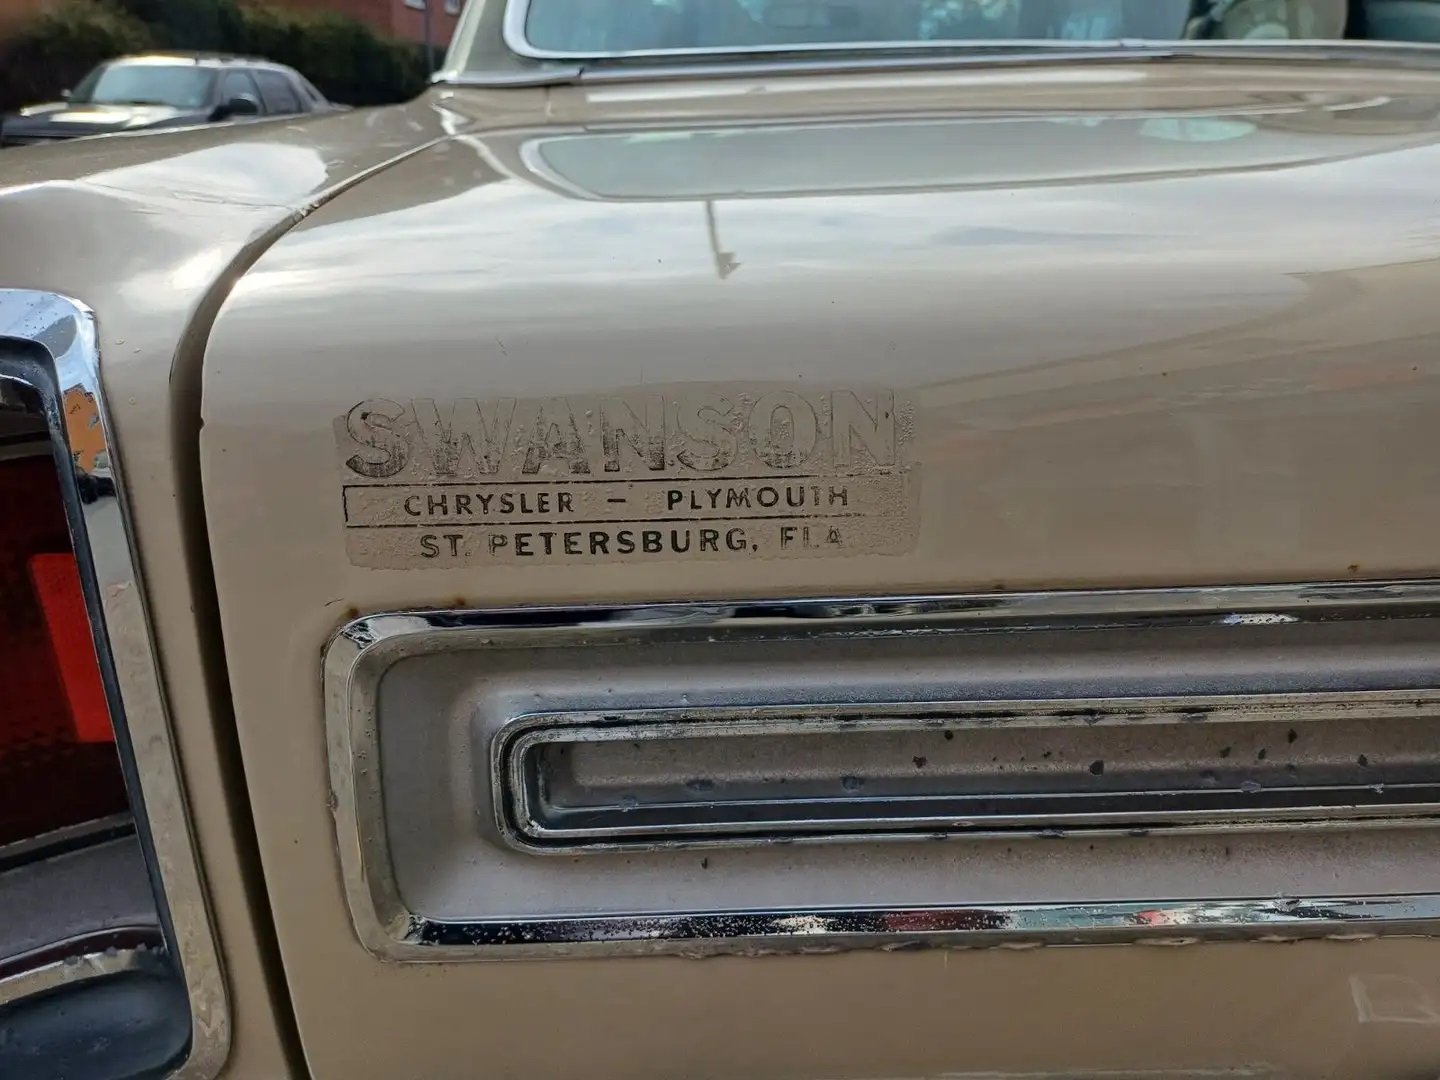 SWANSON
CHRYSLER - PLYMOUTH
ST. PETERSBURG, FLA